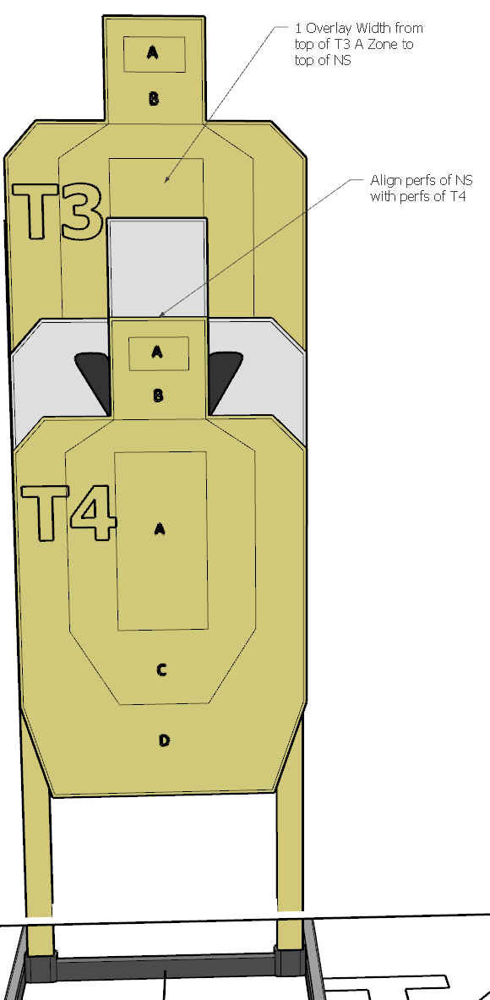 1 Overlay Width from
top of T3 A Zone to
top of NS
A
B
T3
Align perfs of NS
with perfs of T4
A
B
T4
A
C
D